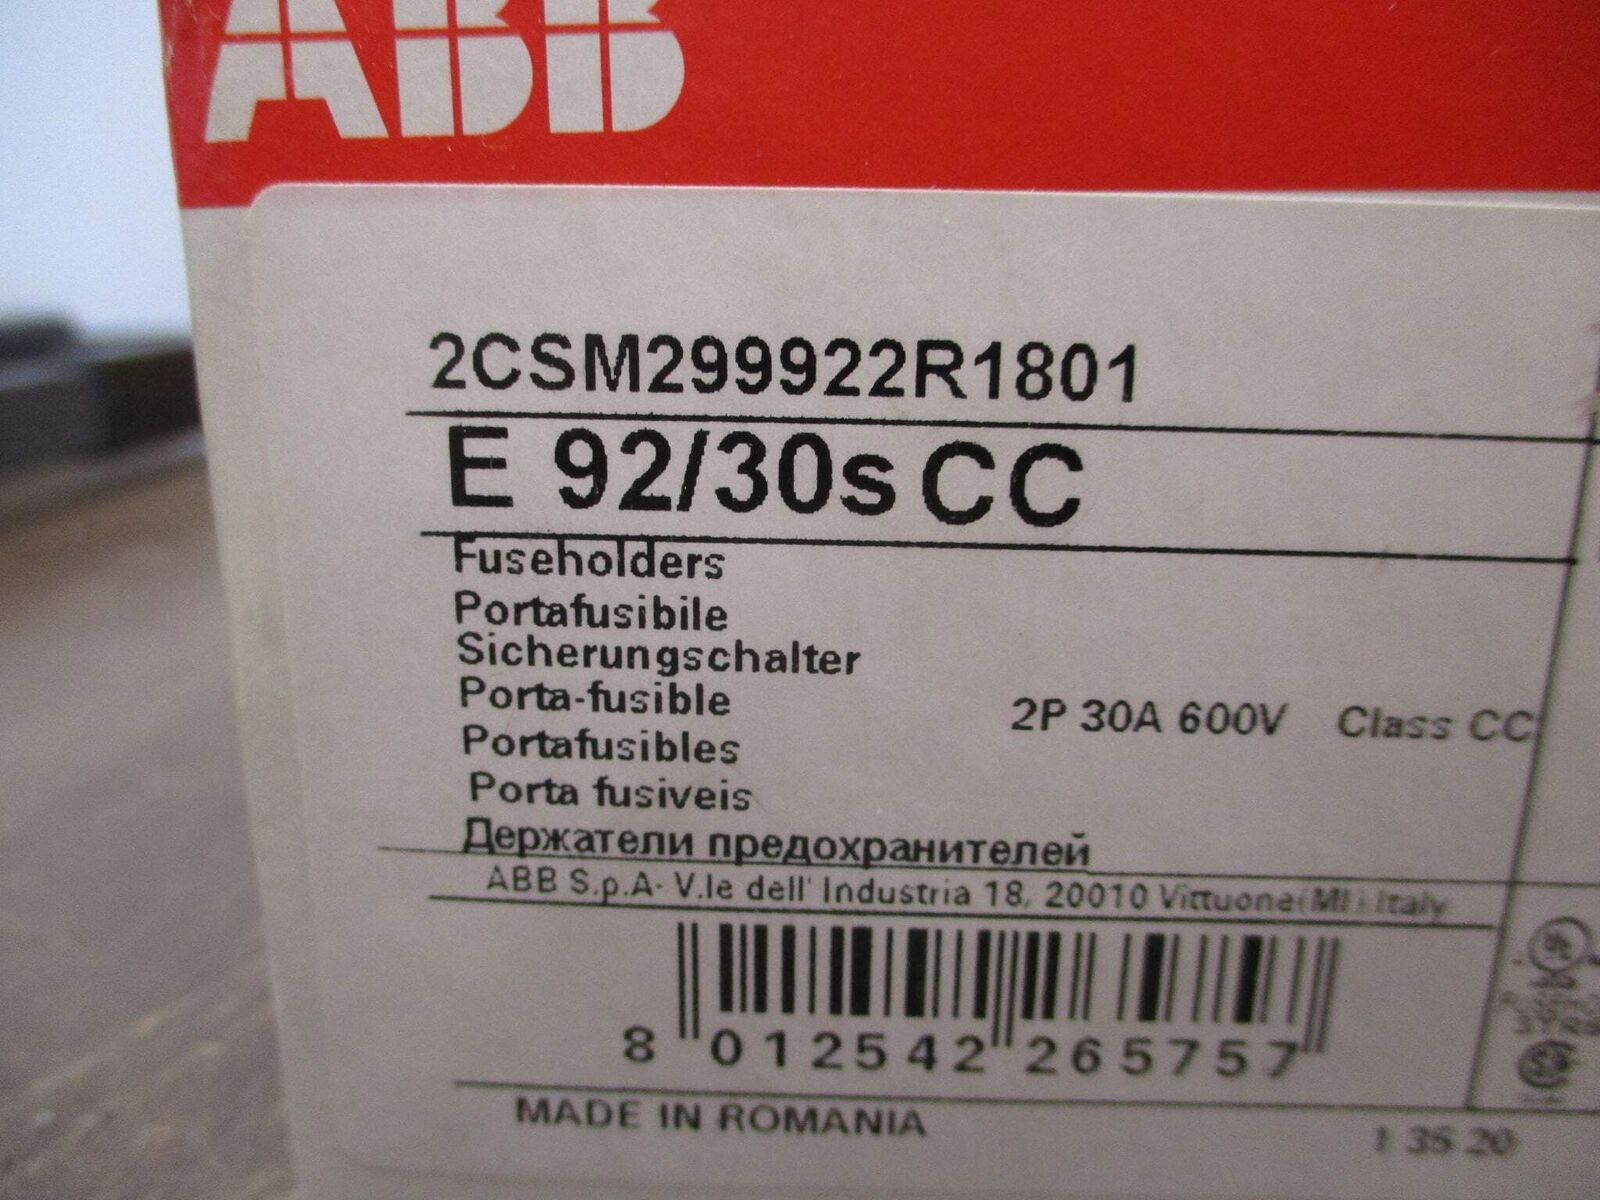 ABB
2CSM299922R1801
E 92/30s CC
Fuseholders
Portafusibile
Sicherungschalter
Porta-fusible
Portafusibles
Porta fusiveis
Держатели предохранителей
2P 30A 600V Class CC
ABB S.p.A- V.le dell' Industria 18, 20010 Vittuone(MI) Italy
8 012542 265757
MADE IN ROMANIA
1 35 20